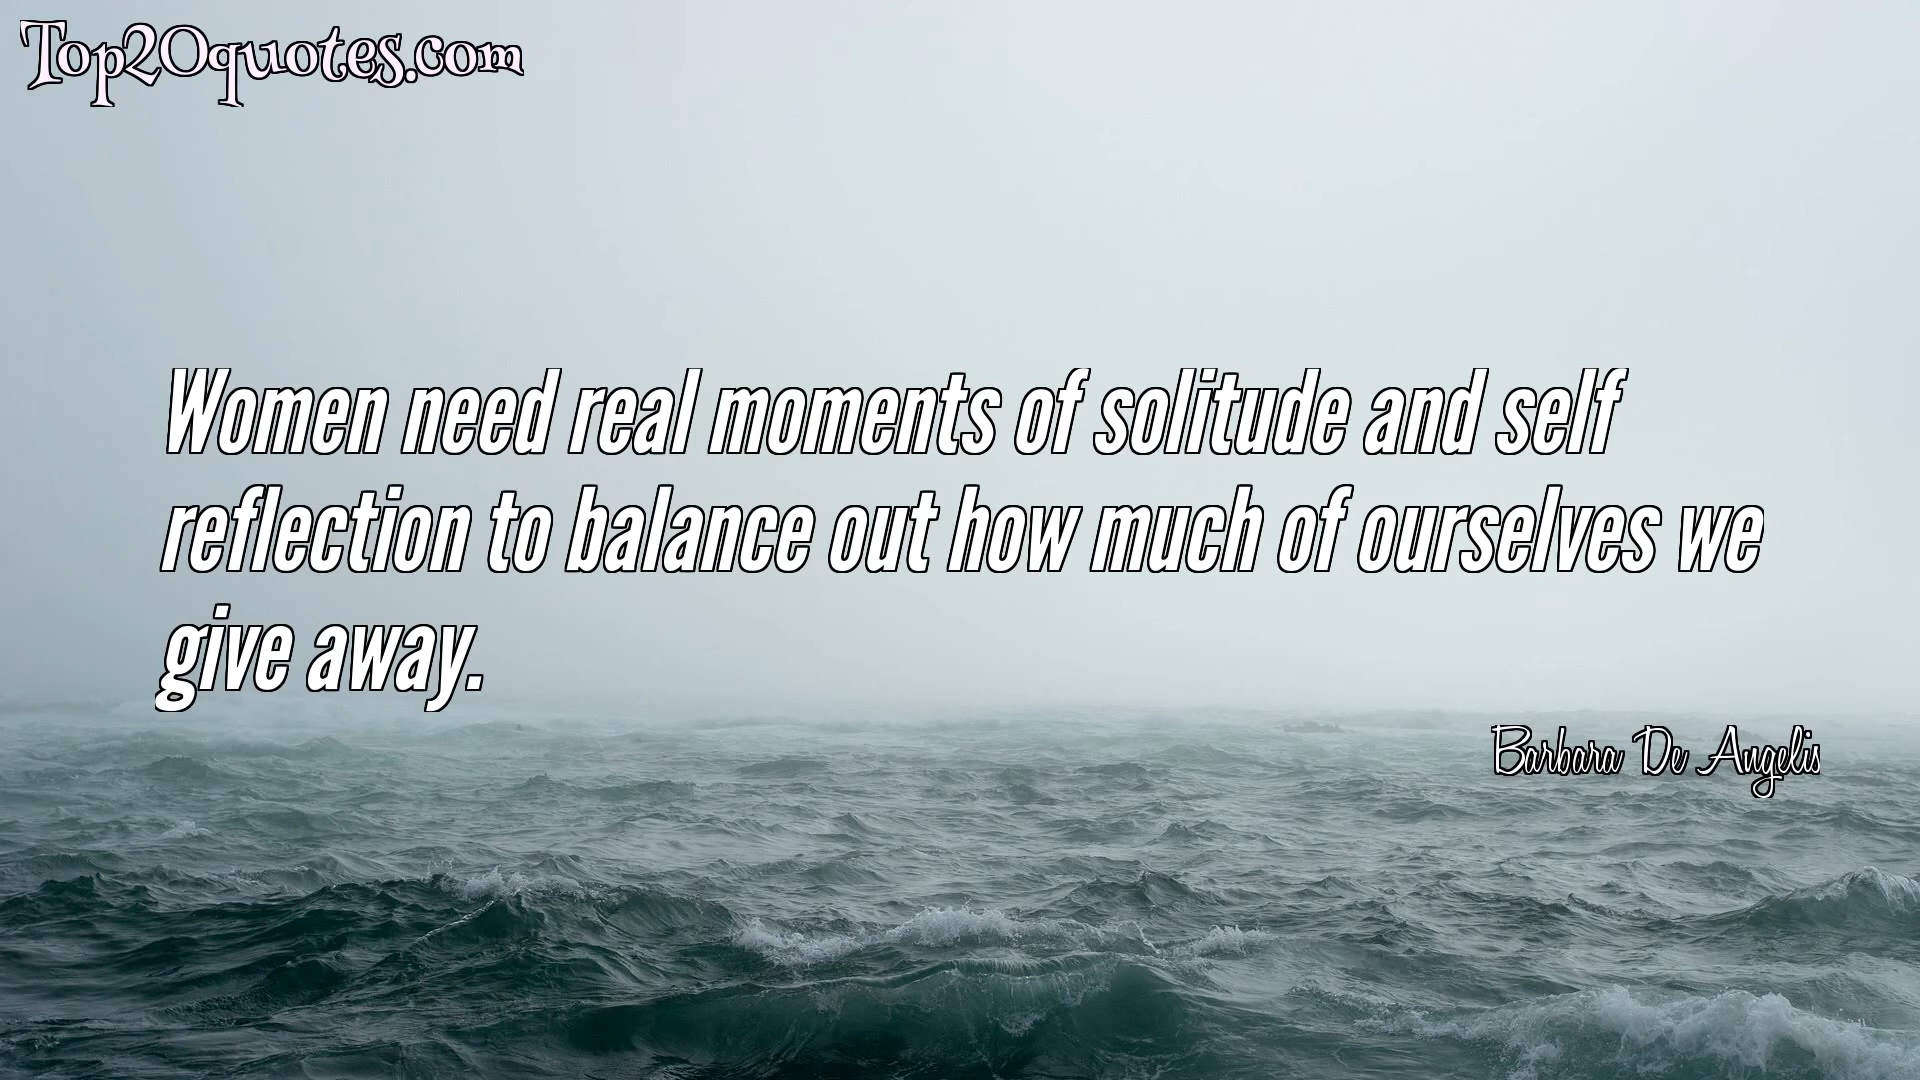 Top20quotes.com
Women need real moments of solitude and self
reflection to balance out how much of ourselves we
give away.
Barbara De Angelis